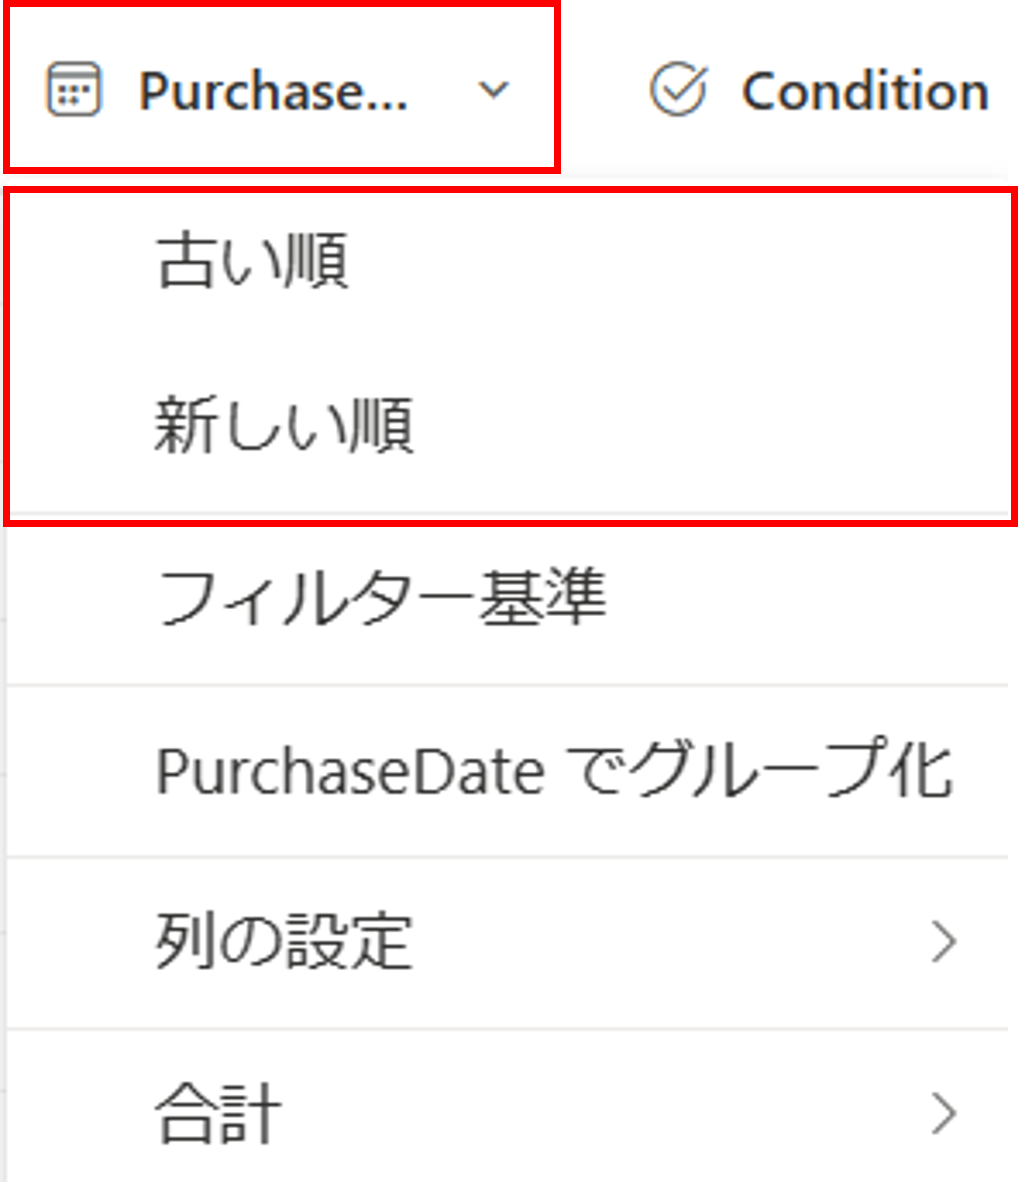 Purchase... Condition
古い順
新しい順
フィルター基準
PurchaseDate でグループ化
列の設定
合計